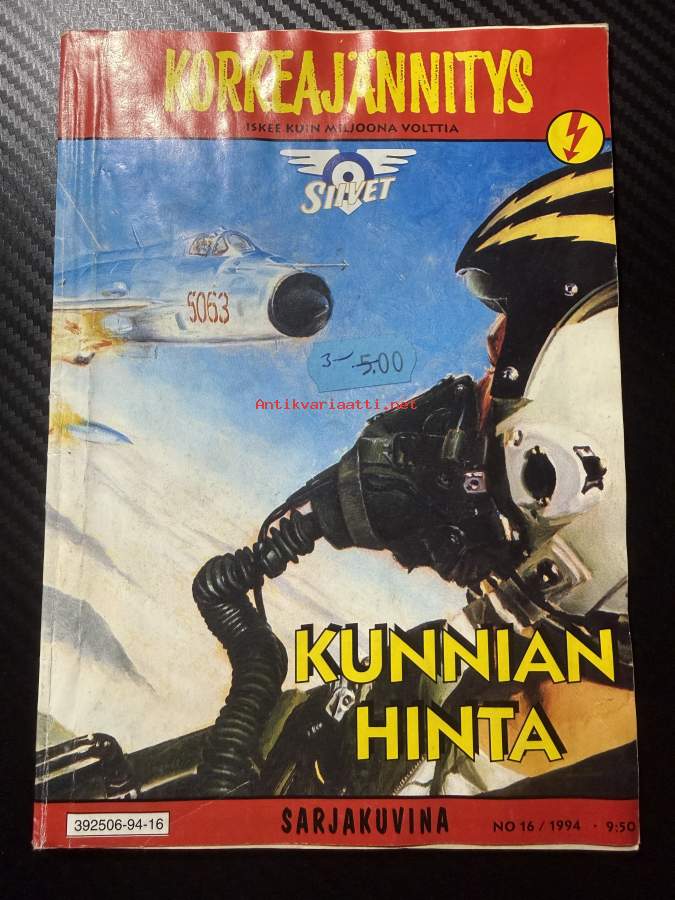 KORKEAJÄNNITYS
ISKEE KUIN MILJOONA VOLTTIA
SIIVET
5063
3- 5.00
Antikvariaatti.net
KUNNIAN
HINTA
392506-94-16
SARJAKUVINA
NO 16 / 1994 · 9:50